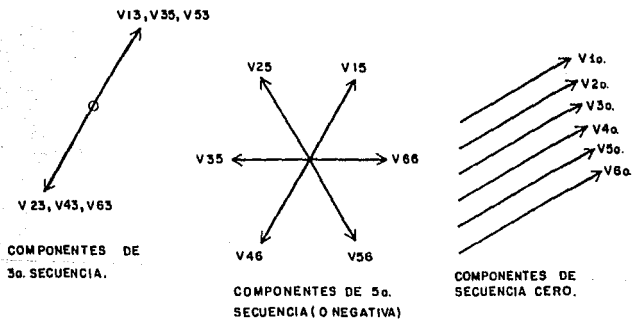 V13,V35,V53
V23,V43,V63
COMPONENTES DE
3a. SECUENCIA.
V25
V15
V35
V66
V46
V56
COMPONENTES DE 5a.
SECUENCIA (O NEGATIVA)
V1o.
V2o.
V3o.
V4o.
V5o.
V6o.
COMPONENTES DE
SECUENCIA CERO.